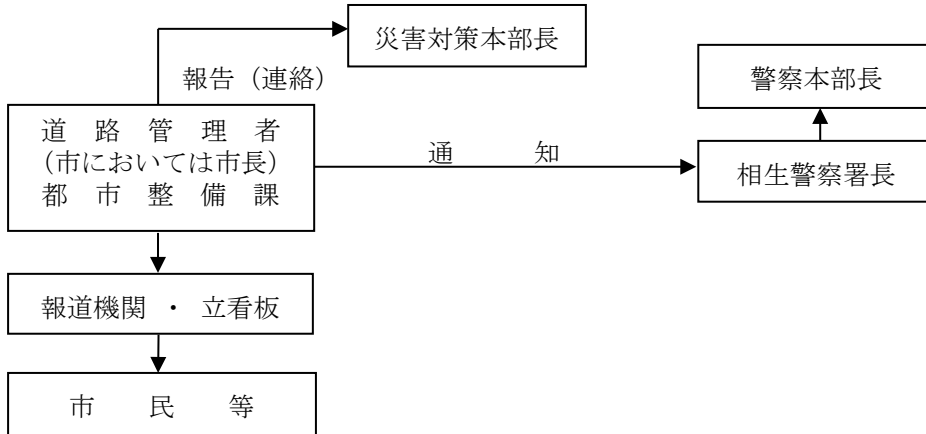 災害対策本部長
報告（連絡）
警察本部長
道　路　管　理　者
(市においては市長)
都　市　整　備　課
通　　　知
相生警察署長
報道機関　・　立看板
市　　民　　等